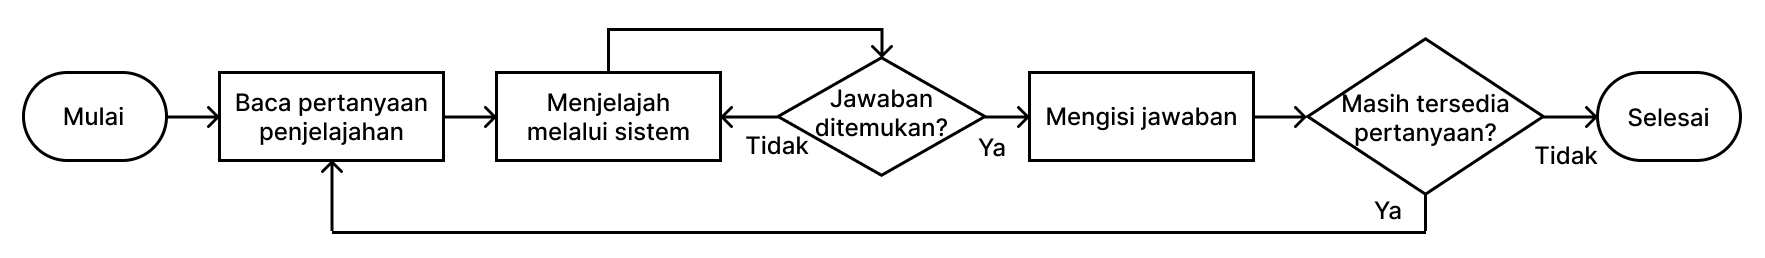 Mulai
Baca pertanyaan
penjelajahan
Menjelajah
melalui sistem
Jawaban
ditemukan?
Tidak
Ya
Mengisi jawaban
Masih tersedia
pertanyaan?
Ya
Tidak
Selesai